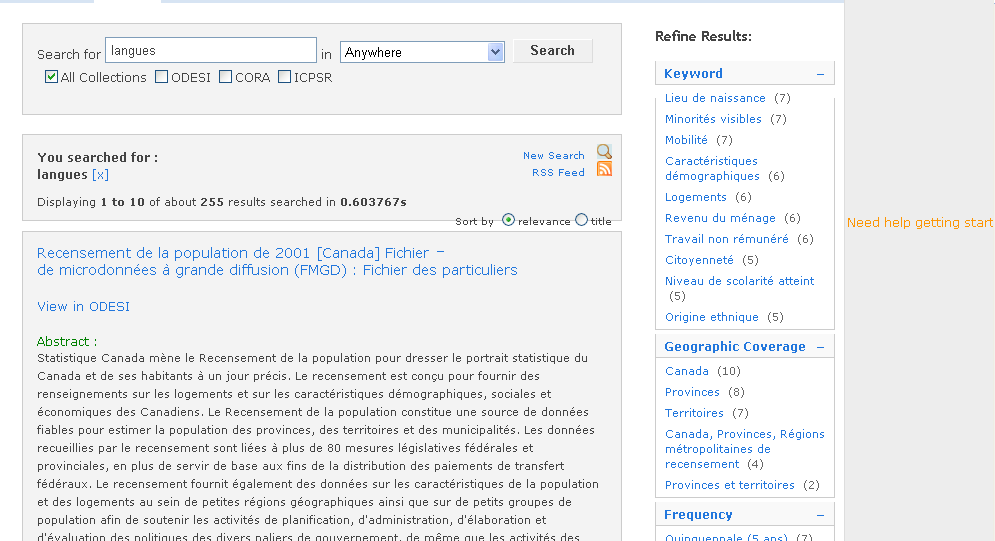 Search for langues in Anywhere Search
All Collections ODESI CORA ICPSR
You searched for :
langues [x]
New Search
RSS Feed
Displaying 1 to 10 of about 255 results searched in 0.603767s
Sort by relevance title
Recensement de la population de 2001 [Canada] Fichier –
de microdonnées à grande diffusion (FMGD) : Fichier des particuliers
View in ODESI
Abstract :
Statistique Canada mène le Recensement de la population pour dresser le portrait statistique du
Canada et de ses habitants à un jour précis. Le recensement est conçu pour fournir des
renseignements sur les logements et sur les caractéristiques démographiques, sociales et
économiques des Canadiens. Le Recensement de la population constitue une source de données
fiables pour estimer la population des provinces, des territoires et des municipalités. Les données
recueillies par le recensement sont liées à plus de 80 mesures législatives fédérales et
provinciales, en plus de servir de base aux fins de la distribution des paiements de transfert
fédéraux. Le recensement fournit également des données sur les caractéristiques de la population
et des logements au sein de petites régions géographiques ainsi que sur de petits groupes de
population afin de soutenir les activités de planification, d'administration, d'élaboration et
d'évaluation des politiques des divers paliers de gouvernement, de même que les activités des
Refine Results:
Keyword –
Lieu de naissance (7)
Minorités visibles (7)
Mobilité (7)
Caractéristiques
démographiques (6)
Logements (6)
Revenu du ménage (6)
Travail non rémunéré (6)
Citoyenneté (5)
Niveau de scolarité atteint
(5)
Origine ethnique (5)
Geographic Coverage –
Canada (10)
Provinces (8)
Territoires (7)
Canada, Provinces, Régions
métropolitaines de
recensement (4)
Provinces et territoires (2)
Frequency –
Quinquennale (5 ans) (7)
Need help getting start